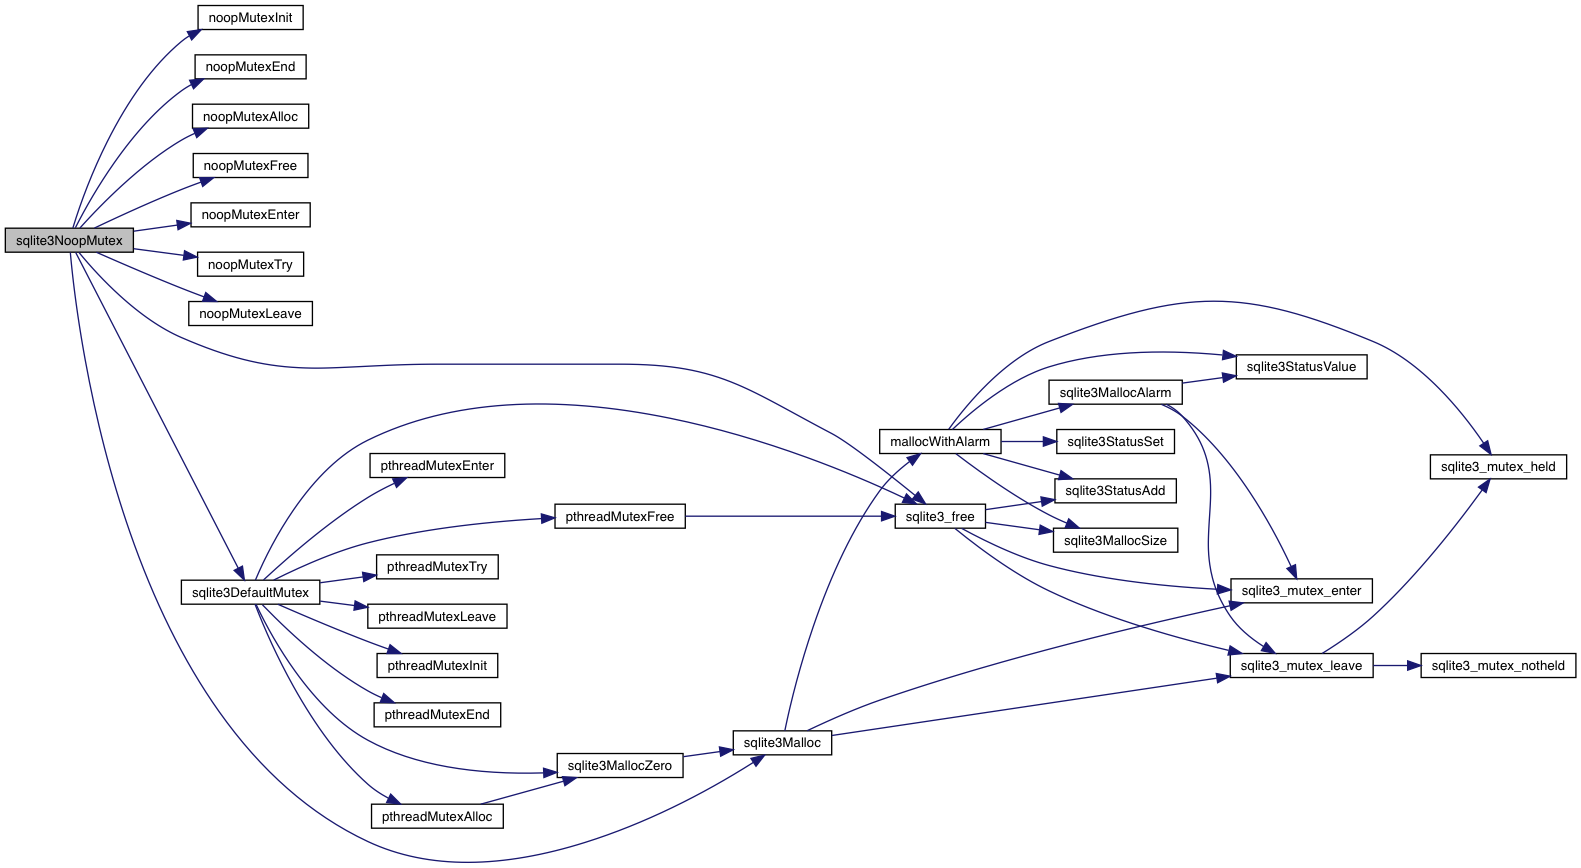 noopMutexInit
noopMutexEnd
noopMutexAlloc
noopMutexFree
noopMutexEnter
sqlite3NoopMutex
noopMutexTry
noopMutexLeave
sqlite3StatusValue
sqlite3MallocAlarm
mallocWithAlarm
sqlite3StatusSet
pthreadMutexEnter
sqlite3_mutex_held
sqlite3StatusAdd
pthreadMutexFree
sqlite3_free
sqlite3MallocSize
pthreadMutexTry
sqlite3DefaultMutex
sqlite3_mutex_enter
pthreadMutexLeave
pthreadMutexInit
sqlite3_mutex_leave
sqlite3_mutex_notheld
pthreadMutexEnd
sqlite3Malloc
sqlite3MallocZero
pthreadMutexAlloc